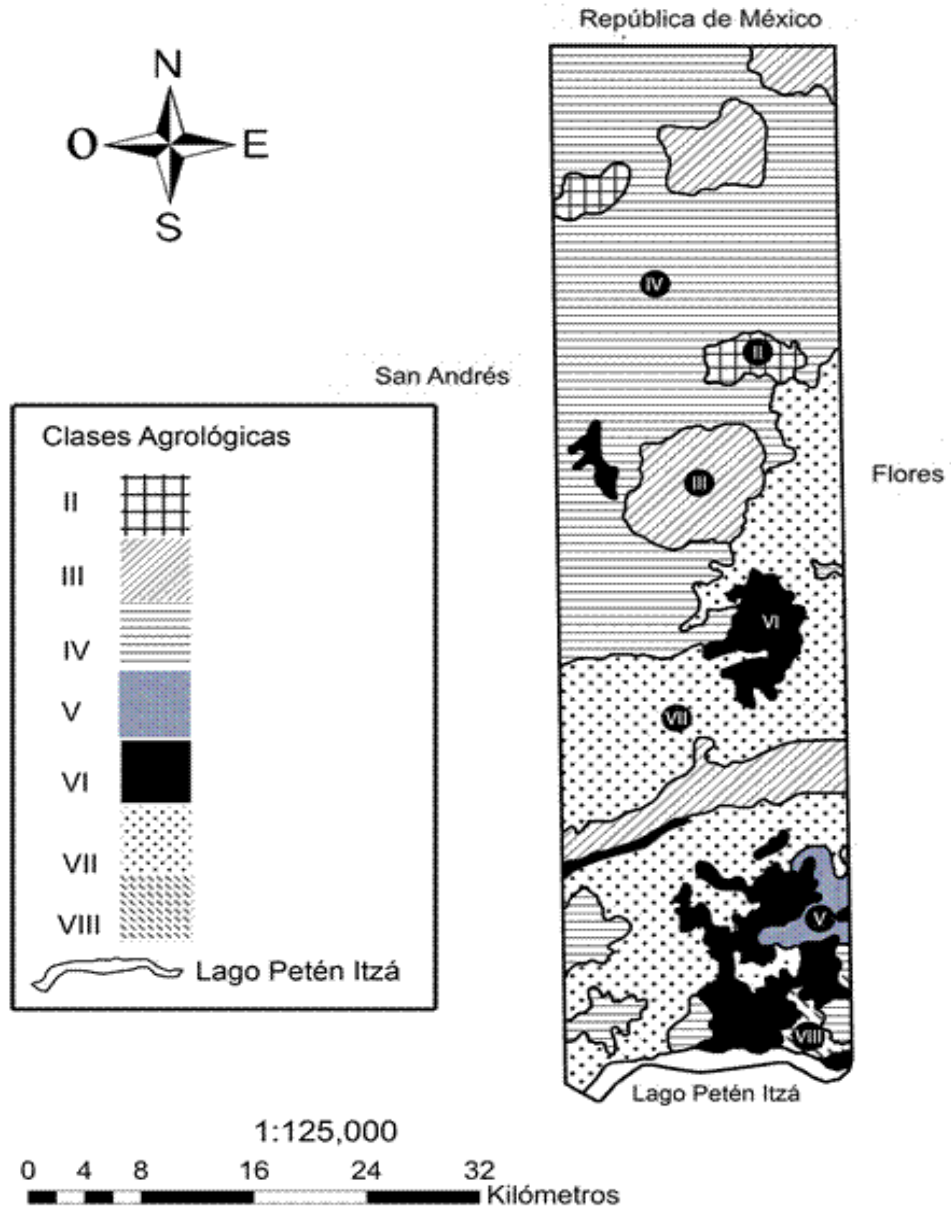 República de México
N
O E
S
IV
II
San Andrés
Flores
Clases Agrológicas
II
III
IV
V
VI
VII
VIII
Lago Petén Itzá
III
VI
VII
V
VIII
Lago Petén Itzá
1:125,000
0 4 8 16 24 32
Kilómetros